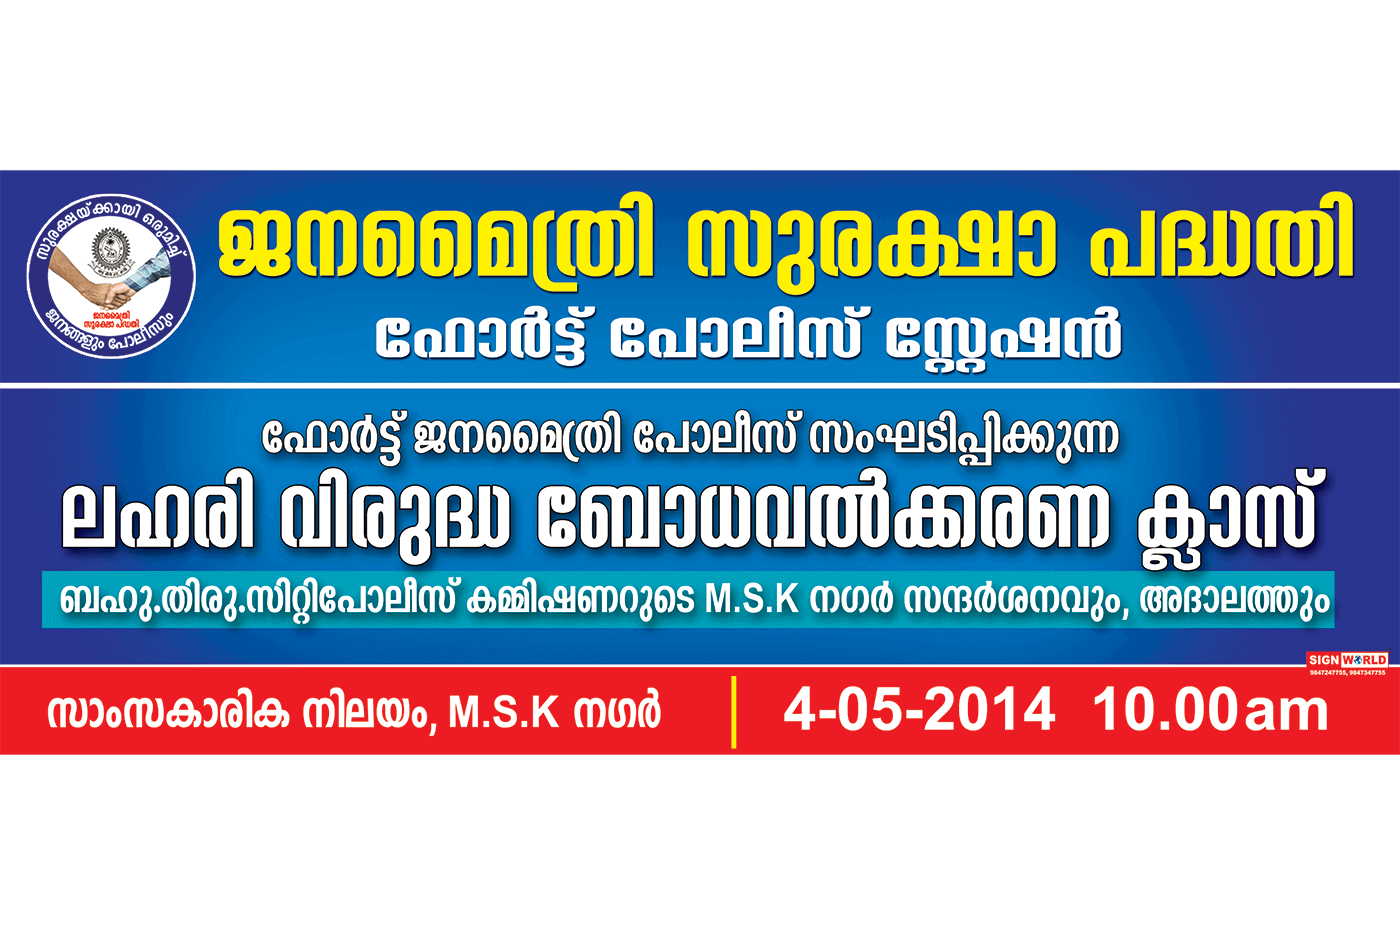 സുരക്ഷയ്ക്കായി ഒരുമിച്ച്
ജനമൈത്രി
സുരക്ഷാ പദ്ധതി
ജനങ്ങളും പോലീസും
ജനമൈത്രി സുരക്ഷാ പദ്ധതി
ഫോർട്ട് പോലീസ് സ്റ്റേഷൻ
ഫോർട്ട് ജനമൈത്രി പോലീസ് സംഘടിപ്പിക്കുന്ന
ലഹരി വിരുദ്ധ ബോധവൽക്കരണ ക്ലാസ്
ബഹു.തിരു.സിറ്റിപോലീസ് കമ്മിഷണറുടെ M.S.K നഗർ സന്ദർശനവും, അദാലത്തും
SIGN WORLD
9847247755, 9847347755
സാംസകാരിക നിലയം, M.S.K നഗർ
4-05-2014 10.00am